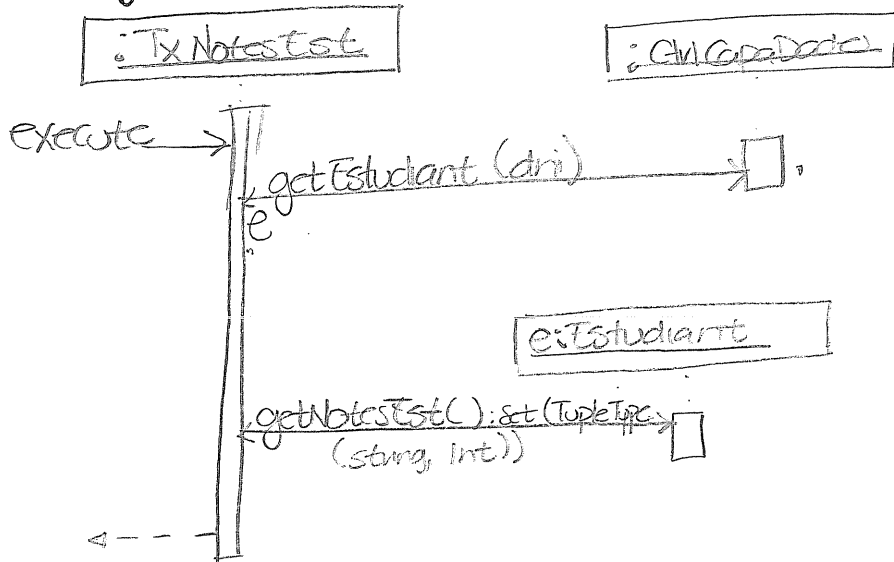 :TxNotesEst
:CtrlCapaDades
execute
getEstudiant (dni)
e
e:Estudiant
getNotesEst():set(TupleType
(string, int))